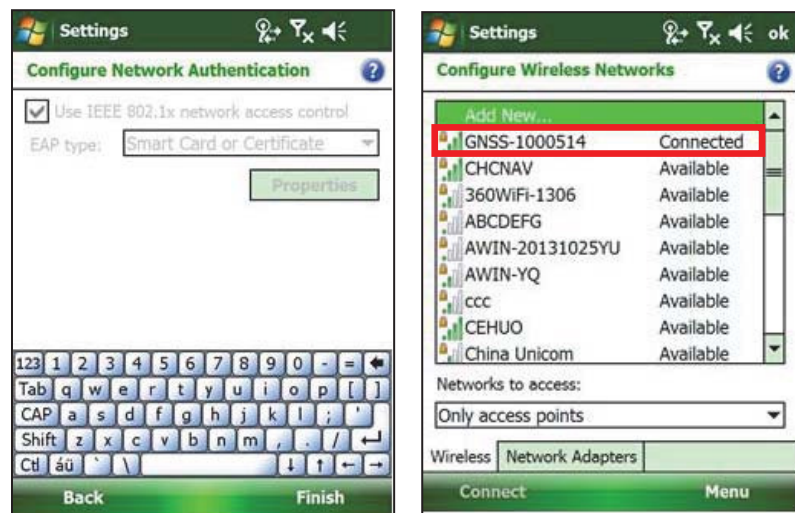 Settings
Configure Network Authentication ?
Use IEEE 802.1x network access control
EAP type: Smart Card or Certificate
Properties
123 1 2 3 4 5 6 7 8 9 0 - =
Tab q w e r t y u i o p [ ]
CAP a s d f g h j k l ; '
Shift z x c v b n m , . /
Ctl áü ` \
Back Finish
Settings ok
Configure Wireless Networks ?
Add New...
GNSS-1000514 Connected
CHCNAV Available
360WiFi-1306 Available
ABCDEFG Available
AWIN-20131025YU Available
AWIN-YQ Available
ccc Available
CEHUO Available
China Unicom Available
Networks to access:
Only access points
Wireless Network Adapters
Connect Menu